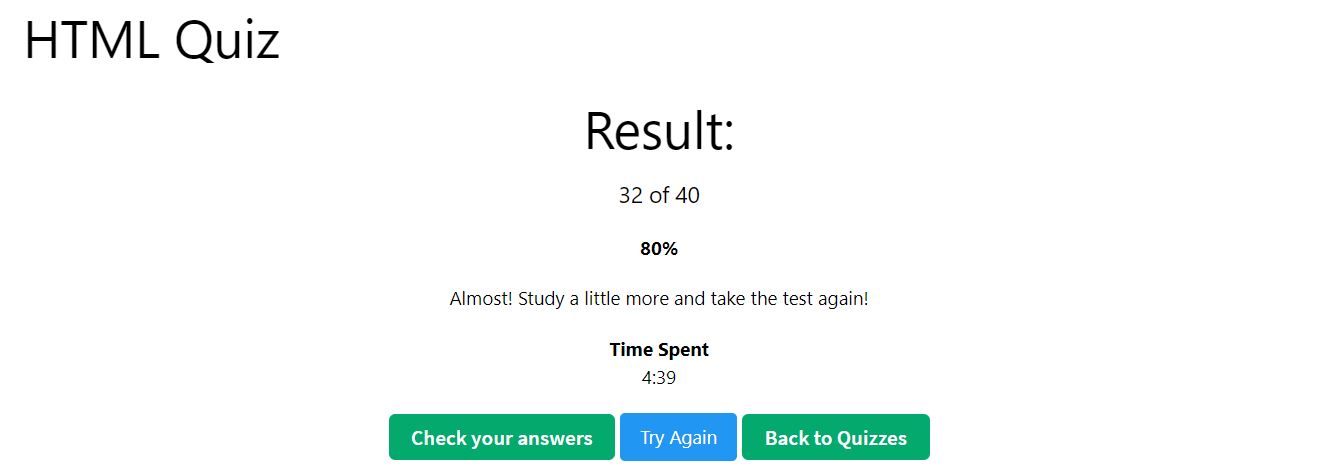 HTML Quiz
Result:
32 of 40
80%
Almost! Study a little more and take the test again!
Time Spent
4:39
Check your answers Try Again Back to Quizzes